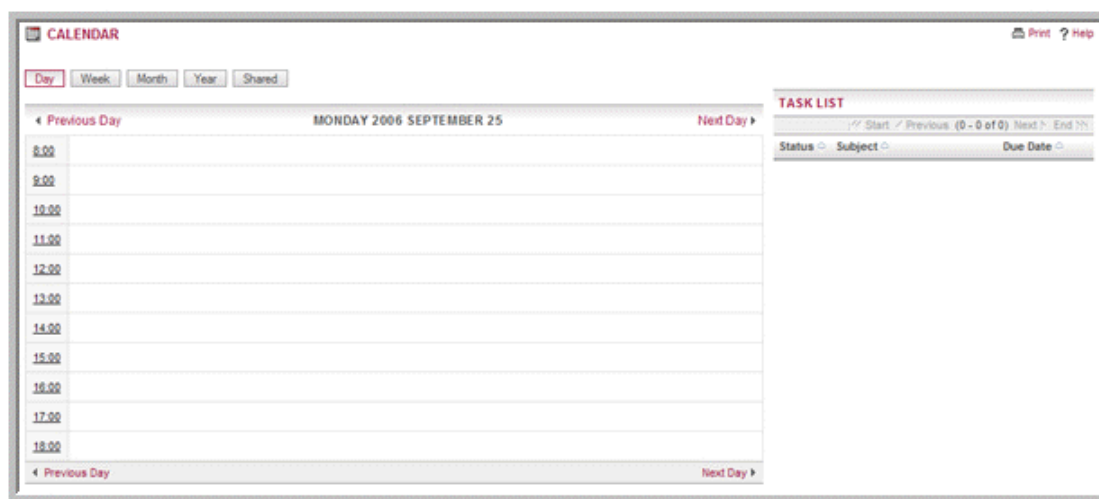 CALENDAR
Print ? Help
Day Week Month Year Shared
Previous Day MONDAY 2006 SEPTEMBER 25 Next Day
8:00
9:00
10:00
11:00
12:00
13:00
14:00
15:00
16:00
17:00
18:00
Previous Day Next Day
TASK LIST
Start Previous (0 - 0 of 0) Next End
Status Subject Due Date